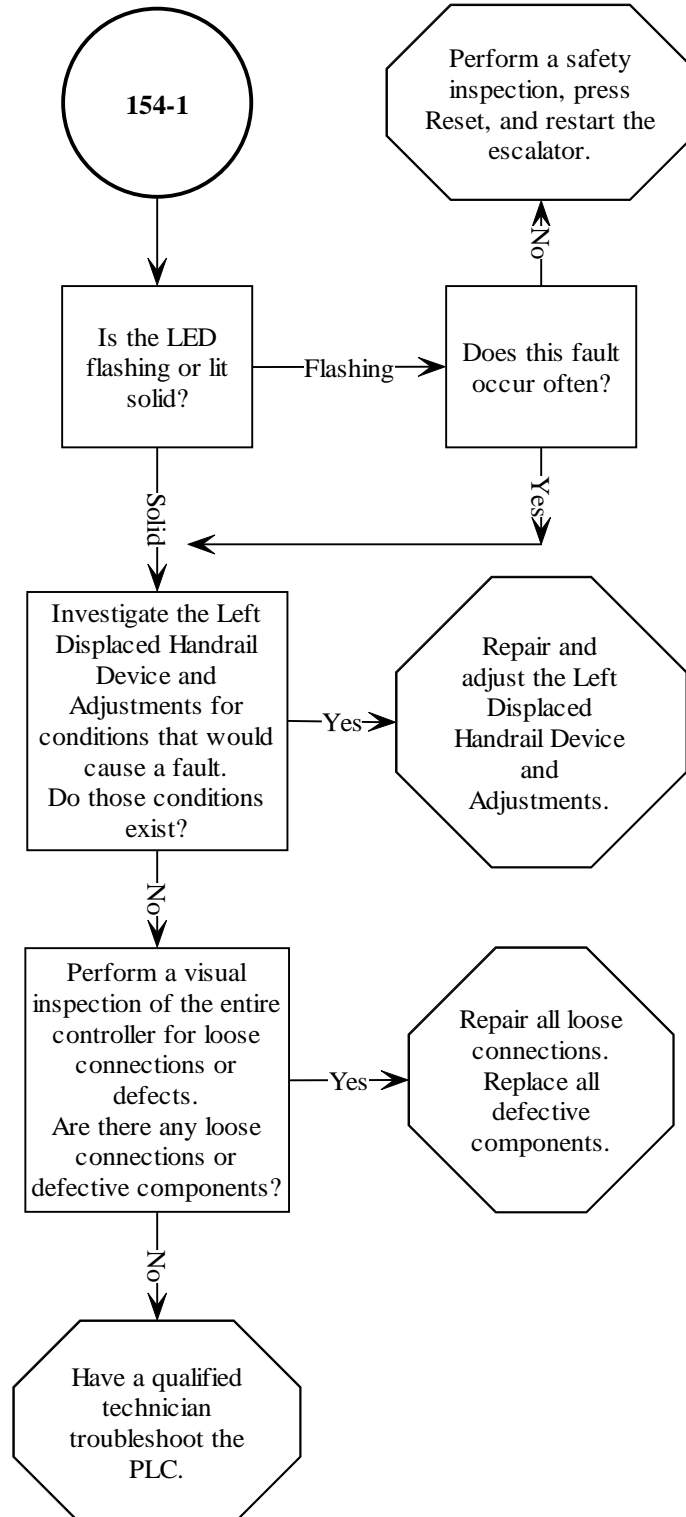 154-1
Perform a safety
inspection, press
Reset, and restart the
escalator.
No
Is the LED
flashing or lit
solid?
Flashing
Does this fault
occur often?
Solid
Yes
Investigate the Left
Displaced Handrail
Device and
Adjustments for
conditions that would
cause a fault.
Do those conditions
exist?
Yes
Repair and
adjust the Left
Displaced
Handrail Device
and
Adjustments.
No
Perform a visual
inspection of the entire
controller for loose
connections or
defects.
Are there any loose
connections or
defective components?
Yes
Repair all loose
connections.
Replace all
defective
components.
No
Have a qualified
technician
troubleshoot the
PLC.